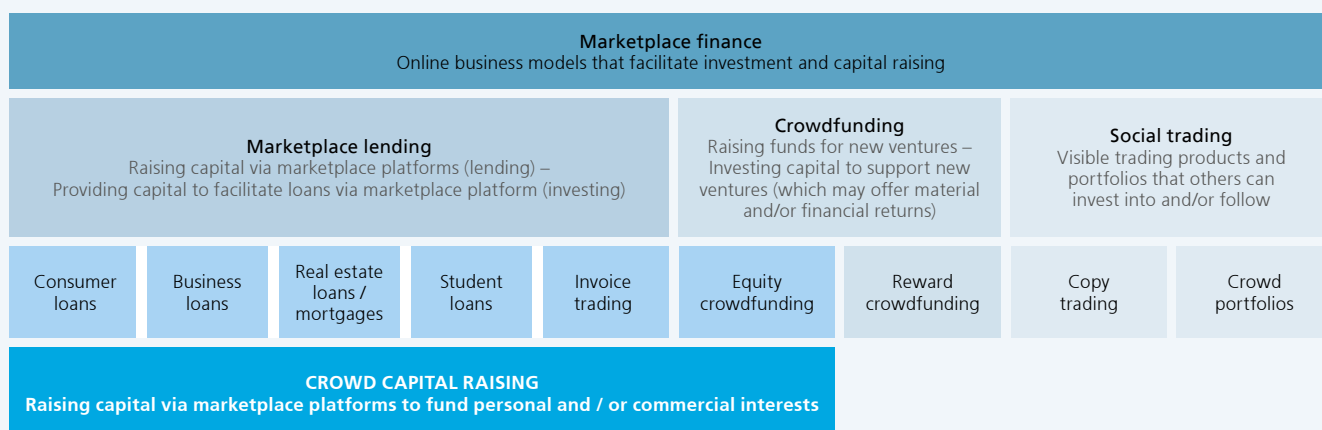 Marketplace finance
Online business models that facilitate investment and capital raising
Marketplace lending
Raising capital via marketplace platforms (lending) –
Providing capital to facilitate loans via marketplace platform (investing)
Crowdfunding
Raising funds for new ventures –
Investing capital to support new
ventures (which may offer material
and/or financial returns)
Social trading
Visible trading products and
portfolios that others can
invest into and/or follow
Consumer
loans
Business
loans
Real estate
loans /
mortgages
Student
loans
Invoice
trading
Equity
crowdfunding
Reward
crowdfunding
Copy
trading
Crowd
portfolios
CROWD CAPITAL RAISING
Raising capital via marketplace platforms to fund personal and / or commercial interests